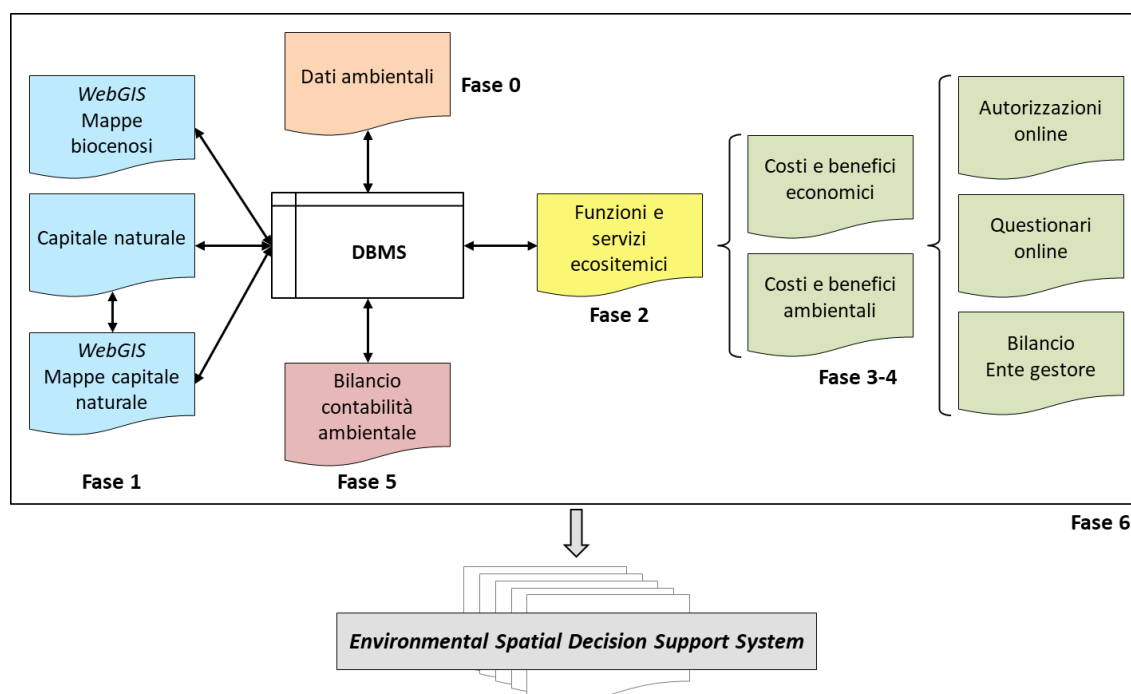 Dati ambientali
Fase 0
WebGIS
Mappe
biocenosi
Capitale naturale
WebGIS
Mappe capitale
naturale
Fase 1
DBMS
Bilancio
contabilità
ambientale
Fase 5
Funzioni e
servizi
ecositemici
Fase 2
Costi e benefici
economici
Costi e benefici
ambientali
Fase 3-4
Autorizzazioni
online
Questionari
online
Bilancio
Ente gestore
Fase 6
Environmental Spatial Decision Support System